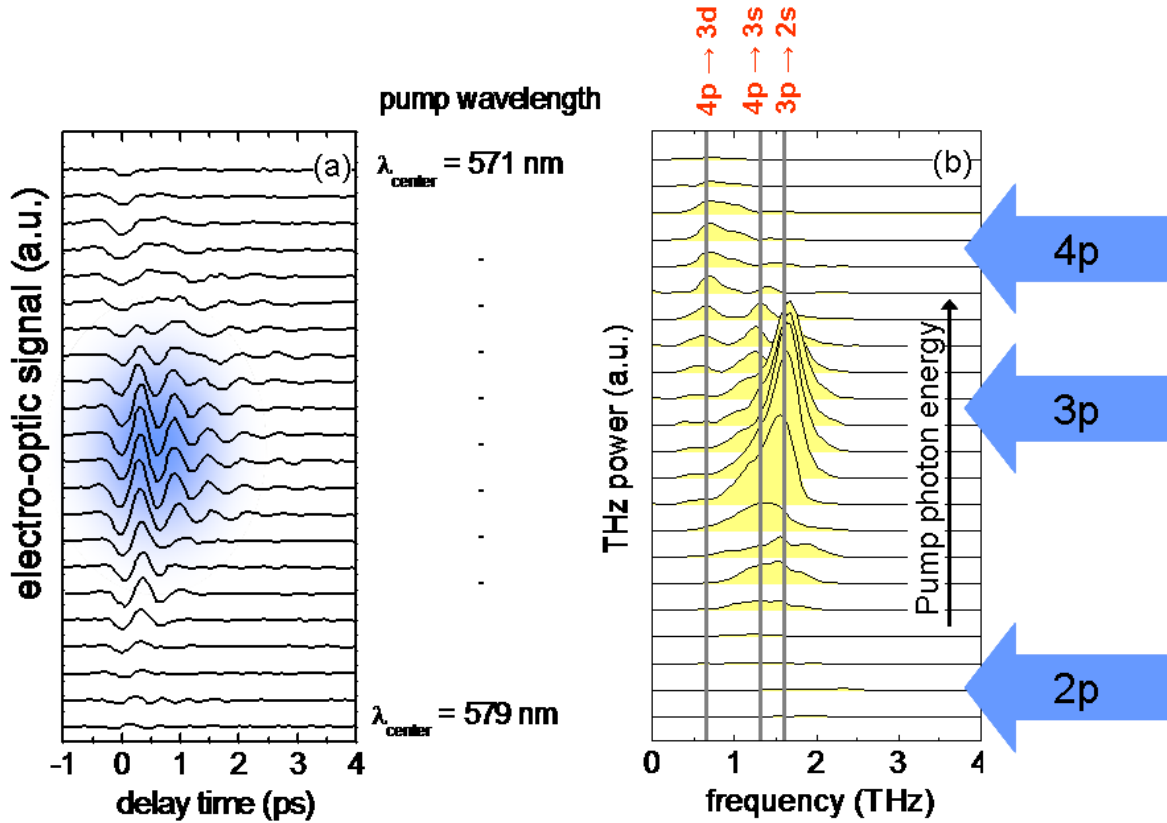 4p → 3d
4p → 3s
3p → 2s
pump wavelength
(a)
λcenter = 571 nm
-
-
-
-
-
-
-
λcenter = 579 nm
electro-optic signal (a.u.)
-1 0 1 2 3 4
delay time (ps)
(b)
THz power (a.u.)
Pump photon energy
0 1 2 3 4
frequency (THz)
4p
3p
2p